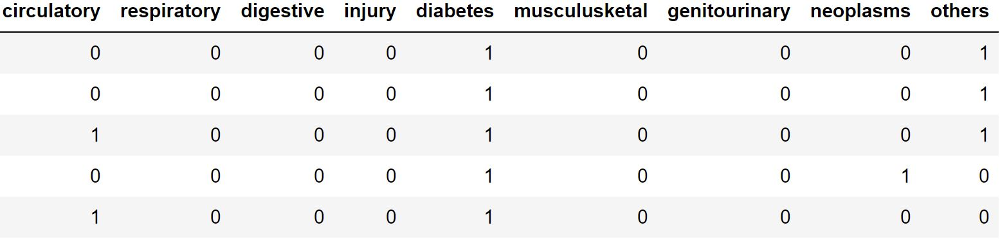 circulatory respiratory digestive injury diabetes musculusketal genitourinary neoplasms others
0 0 0 0 1 0 0 0 1
0 0 0 0 1 0 0 0 1
1 0 0 0 1 0 0 0 1
0 0 0 0 1 0 0 1 0
1 0 0 0 1 0 0 0 0